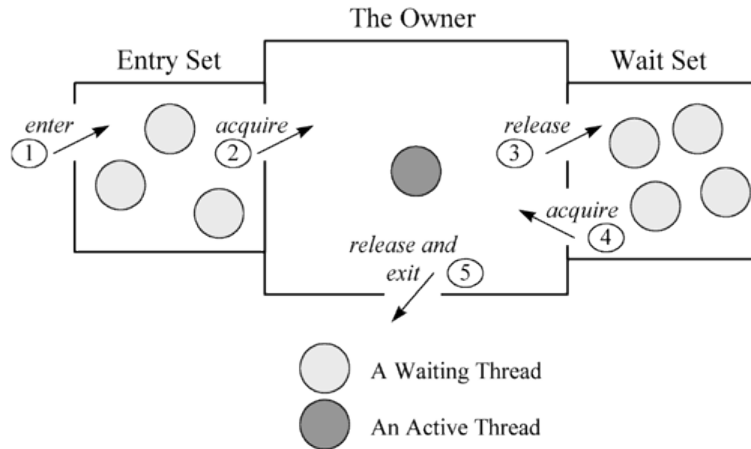 The Owner
Entry Set
Wait Set
enter
1
acquire
2
release
3
acquire
4
release and
exit
5
A Waiting Thread
An Active Thread